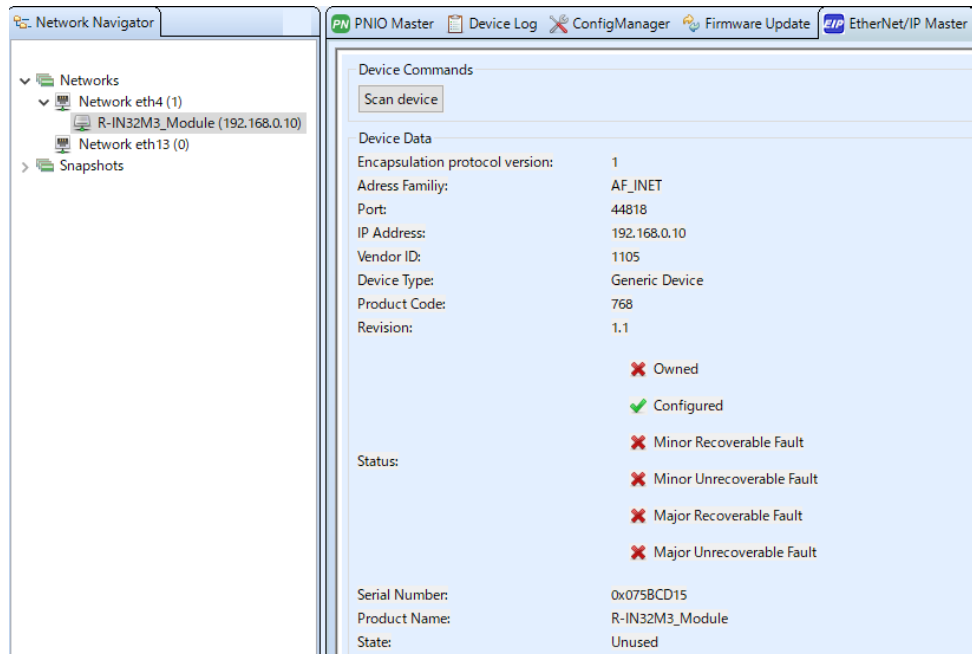 Network Navigator
Networks
Network eth4 (1)
R-IN32M3_Module (192.168.0.10)
Network eth13 (0)
Snapshots
PN PNIO Master Device Log ConfigManager Firmware Update EIP EtherNet/IP Master
Device Commands
Scan device
Device Data
Encapsulation protocol version: 1
Adress Familiy: AF_INET
Port: 44818
IP Address: 192.168.0.10
Vendor ID: 1105
Device Type: Generic Device
Product Code: 768
Revision: 1.1
Owned
Configured
Minor Recoverable Fault
Status:
Minor Unrecoverable Fault
Major Recoverable Fault
Major Unrecoverable Fault
Serial Number: 0x075BCD15
Product Name: R-IN32M3_Module
State: Unused